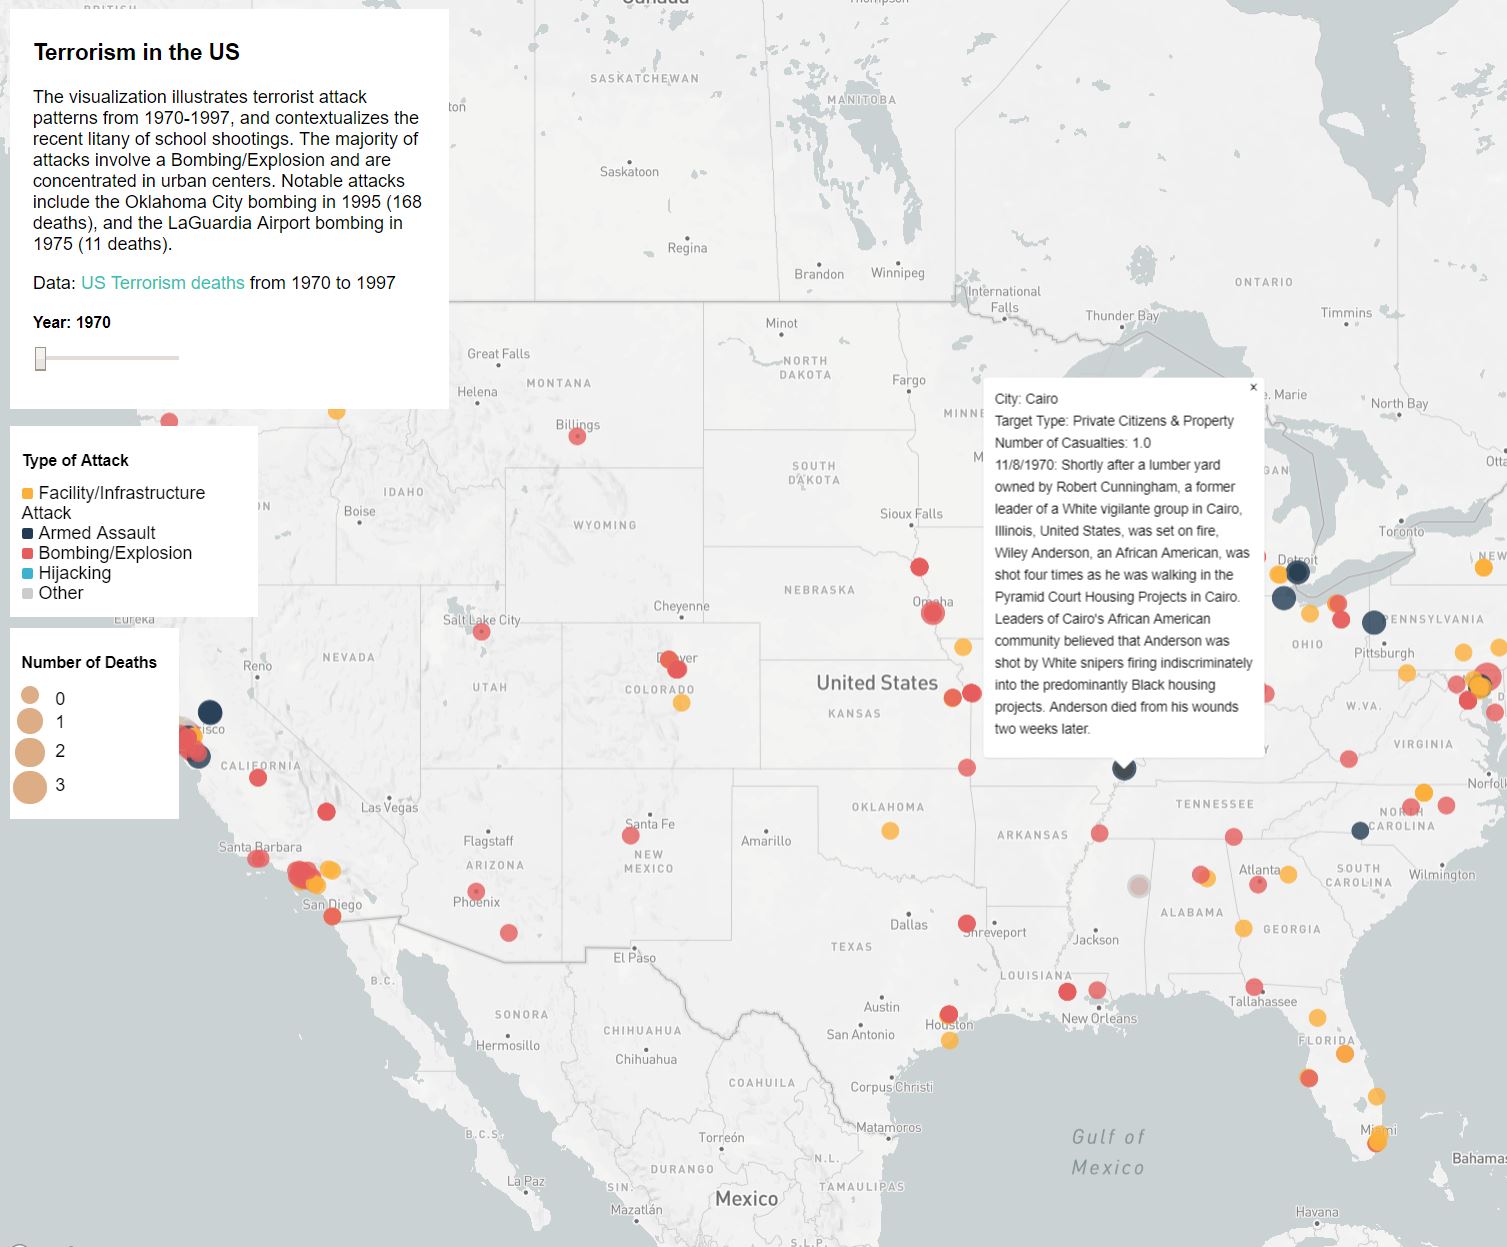 Terrorism in the US
The visualization illustrates terrorist attack
patterns from 1970-1997, and contextualizes the
recent litany of school shootings. The majority of
attacks involve a Bombing/Explosion and are
concentrated in urban centers. Notable attacks
include the Oklahoma City bombing in 1995 (168
deaths), and the LaGuardia Airport bombing in
1975 (11 deaths).
Data: US Terrorism deaths from 1970 to 1997
Year: 1970
Type of Attack
Facility/Infrastructure
Attack
Armed Assault
Bombing/Explosion
Hijacking
Other
Number of Deaths
0
1
2
3
City: Cairo
Target Type: Private Citizens & Property
Number of Casualties: 1.0
11/8/1970: Shortly after a lumber yard
owned by Robert Cunningham, a former
leader of a White vigilante group in Cairo,
Illinois, United States, was set on fire,
Wiley Anderson, an African American, was
shot four times as he was walking in the
Pyramid Court Housing Projects in Cairo.
Leaders of Cairo's African American
community believed that Anderson was
shot by White snipers firing indiscriminately
into the predominantly Black housing
projects. Anderson died from his wounds
two weeks later.
SASKATCHEWAN
MANITOBA
Saskatoon
Regina
Brandon
Winnipeg
ONTARIO
International
Falls
Thunder Bay
Timmins
Minot
Great Falls
NORTH
DAKOTA
Helena
MONTANA
Fargo
e. Marie
North Bay
MINNE
Billings
SOUTH
DAKOTA
GAN
Otta
IDAHO
ON
Boise
WYOMING
Sioux Falls
Toronto
Detroit
NEW
NEBRASKA
Omaha
Cheyenne
Eureka
Salt Lake City
PENNSYLVANIA
OHIO
Pittsburgh
Reno
NEVADA
UTAH
COLORADO
United States
KANSAS
W.VA.
isco
CALIFORNIA
VIRGINIA
Norfolk
Las Vegas
Santa Fe
OKLAHOMA
TENNESSEE
Flagstaff
Amarillo
ARKANSAS
NORTH
CAROLINA
Santa Barbara
ARIZONA
NEW
MEXICO
Atlanta
SOUTH
CAROLINA
Wilmington
San Diego
Phoenix
ALABAMA
Dallas
Shreveport
Jackson
GEORGIA
TEXAS
El Paso
B.C.
LOUISIANA
Austin
Tallahassee
SONORA
CHIHUAHUA
San Antonio
Houston
New Orleans
Hermosillo
Chihuahua
FLORIDA
COAHUILA
Corpus Christi
B.C.S.
Torreón
Matamoros
Miami
Gulf of
Mexico
DURANGO
N.L.
Bahamas
La Paz
SIN.
TAMAULIPAS
Mexico
Mazatlán
Havana
S.L.P.